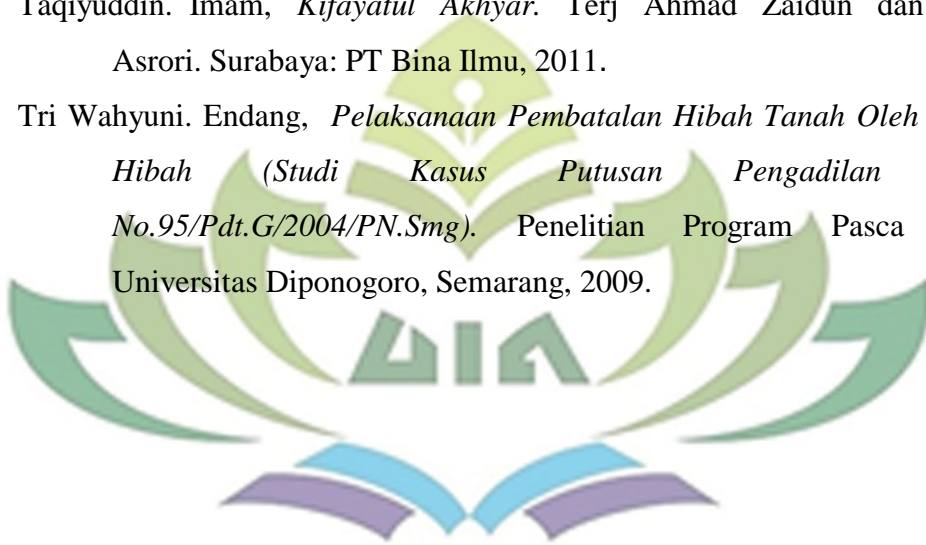 Taqiyuddin. Imam, Kifayatul Akhyar. Terj Ahmad Zaidun dan
Asrori. Surabaya: PT Bina Ilmu, 2011.
Tri Wahyuni. Endang, Pelaksanaan Pembatalan Hibah Tanah Oleh
Hibah (Studi Kasus Putusan Pengadilan
No.95/Pdt.G/2004/PN.Smg). Penelitian Program Pasca
Universitas Diponogoro, Semarang, 2009.
UIN